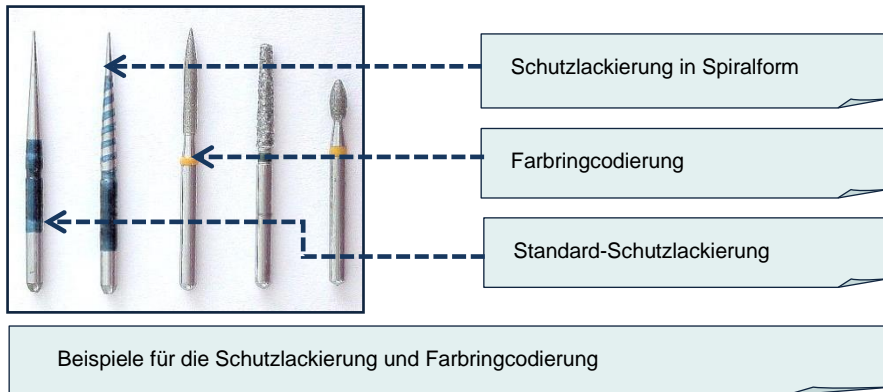 Schutzlackierung in Spiralform
Farbringcodierung
Standard-Schutzlackierung
Beispiele für die Schutzlackierung und Farbringcodierung